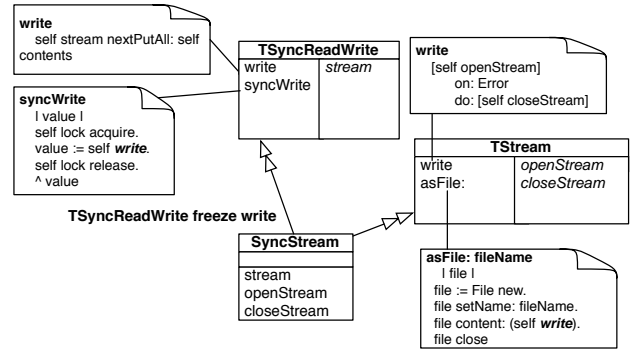 write
self stream nextPutAll: self
contents
TSyncReadWrite
write stream
syncWrite
write
[self openStream]
on: Error
do: [self closeStream]
syncWrite
| value |
self lock acquire.
value := self write.
self lock release.
^ value
TStream
write openStream
asFile: closeStream
TSyncReadWrite freeze write
SyncStream
stream
openStream
closeStream
asFile: fileName
| file |
file := File new.
file setName: fileName.
file content: (self write).
file close